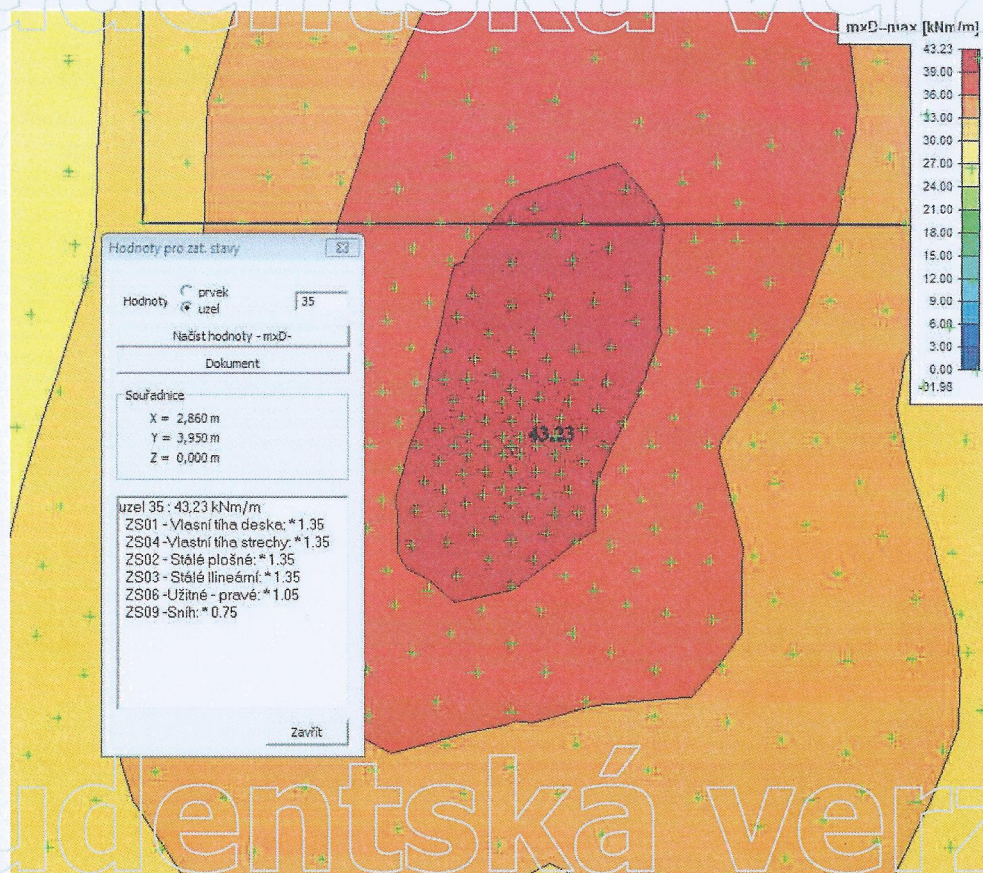 mxD--max [kNm/m]
43.23
39.00
36.00
33.00
30.00
27.00
24.00
21.00
18.00
15.00
12.00
9.00
6.00
3.00
0.00
-01.98
Hodnoty pro zat. stavy
Hodnoty
prvek
uzel
35
Načíst hodnoty - mxD-
Dokument
Souřadnice
X = 2,860 m
Y = 3,950 m
Z = 0,000 m
43.23
uzel 35 : 43,23 kNm/m
ZS01 - Vlasní tíha deska: * 1.35
ZS04 -Vlastní tíha strechy: * 1.35
ZS02 - Stálé plošné: * 1.35
ZS03 - Stálé llineární: * 1.35
ZS06 -Užitné - pravé: * 1.05
ZS09 -Sníh: * 0.75
Zavřít
udentská verz